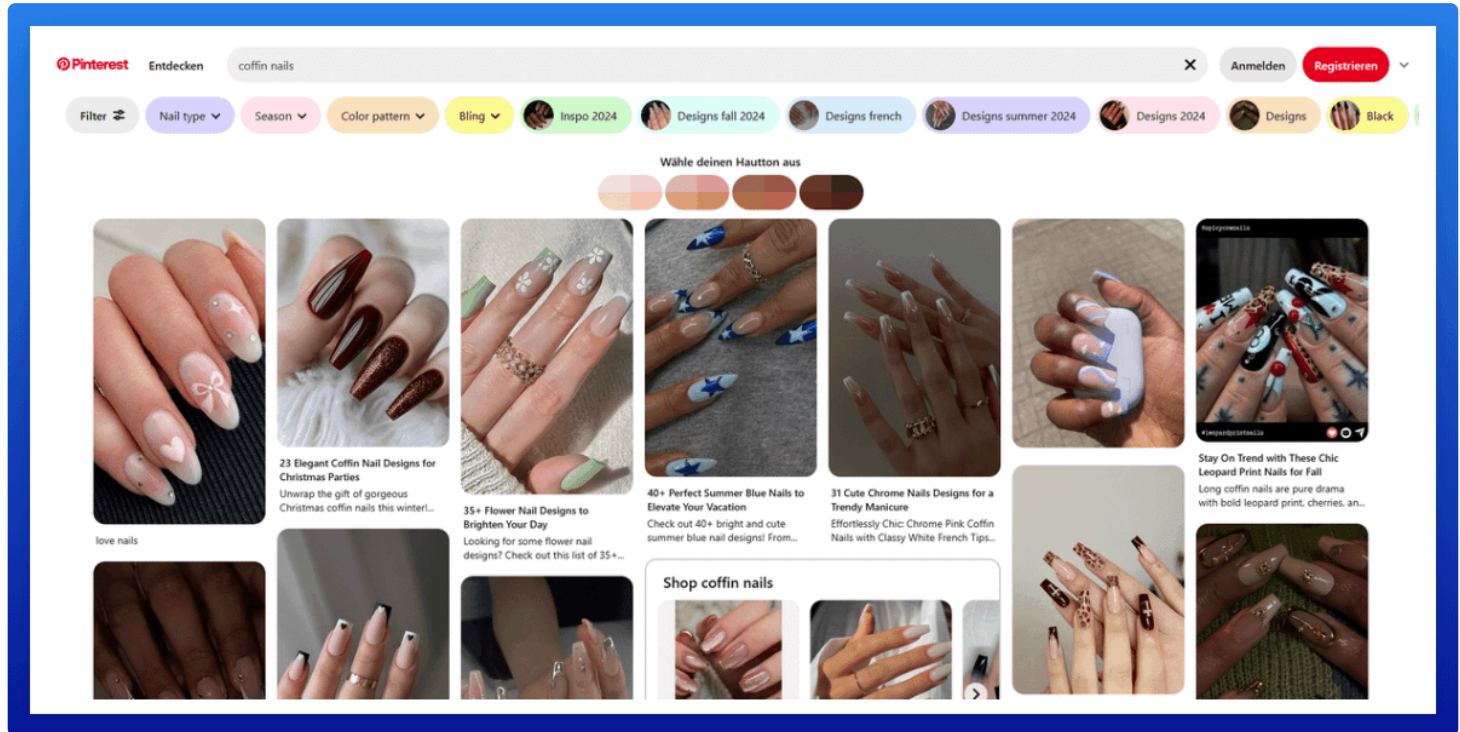 Pinterest
Entdecken
coffin nails
Anmelden
Registrieren
Filter
Nail type
Season
Color pattern
Bling
Inspo 2024
Designs fall 2024
Designs french
Designs summer 2024
Designs 2024
Designs
Black
Wähle deinen Hautton aus
love nails
23 Elegant Coffin Nail Designs for
Christmas Parties
Unwrap the gift of gorgeous
Christmas coffin nails this winter!...
35+ Flower Nail Designs to
Brighten Your Day
Looking for some flower nail
designs? Check out this list of 35+...
40+ Perfect Summer Blue Nails to
Elevate Your Vacation
Check out 40+ bright and cute
summer blue nail designs! From...
31 Cute Chrome Nails Designs for a
Trendy Manicure
Effortlessly Chic: Chrome Pink Coffin
Nails with Classy White French Tips...
Shop coffin nails
#leopardprintnails
Stay On Trend with These Chic
Leopard Print Nails for Fall
Long coffin nails are pure drama
with bold leopard print, cherries, an...